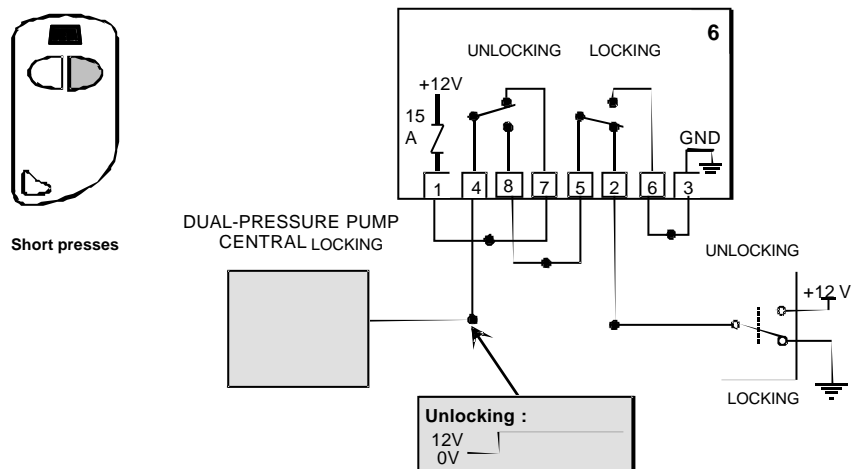 6
UNLOCKING LOCKING
+12V
15
A
GND
1 4 8 7 5 2 6 3
Short presses
DUAL-PRESSURE PUMP
CENTRAL LOCKING
UNLOCKING
+12 V
LOCKING
Unlocking :
12V
0V